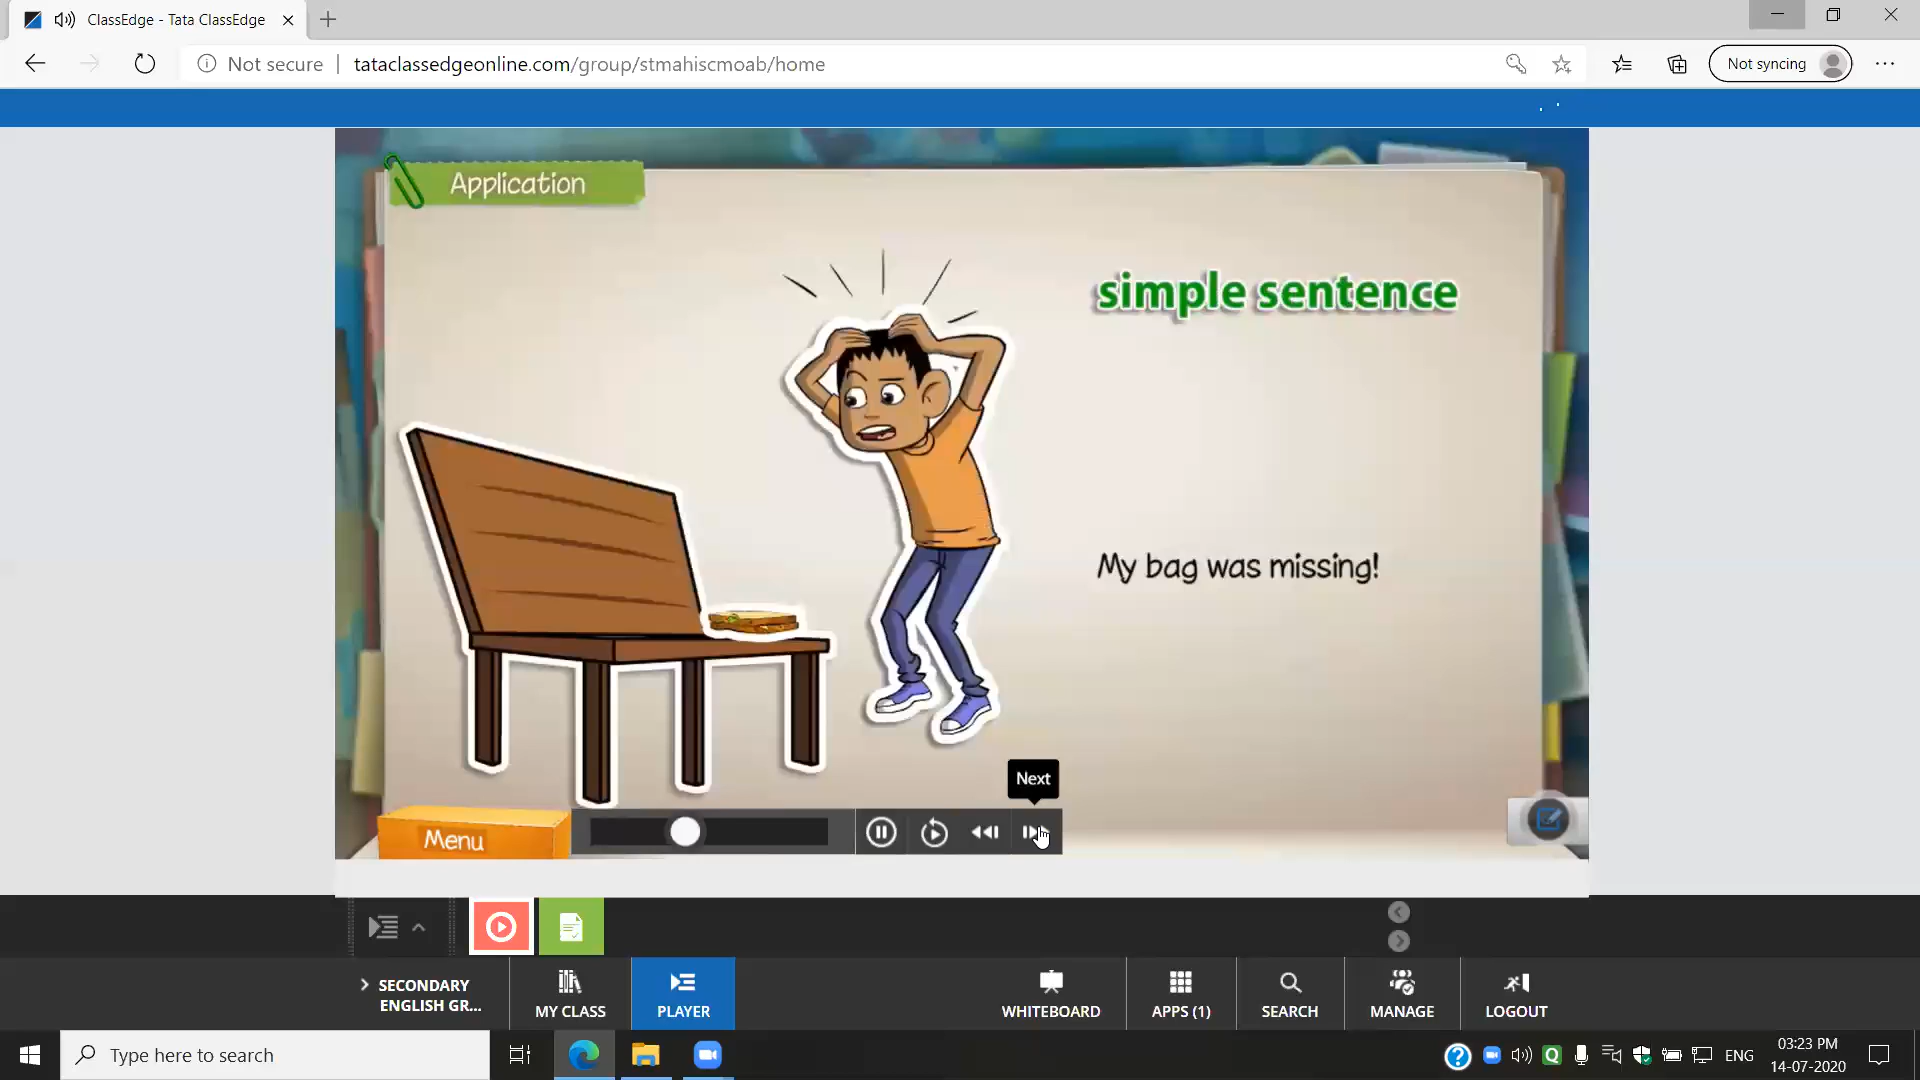 ClassEdge - Tata ClassEdge
Not secure
tataclassedgeonline.com/group/stmahiscmoab/home
Not syncing
Application
simple sentence
My bag was missing!
Next
Menu
SECONDARY
ENGLISH GR...
MY CLASS
PLAYER
WHITEBOARD
APPS (1)
SEARCH
MANAGE
LOGOUT
Type here to search
ENG
03:23 PM
14-07-2020